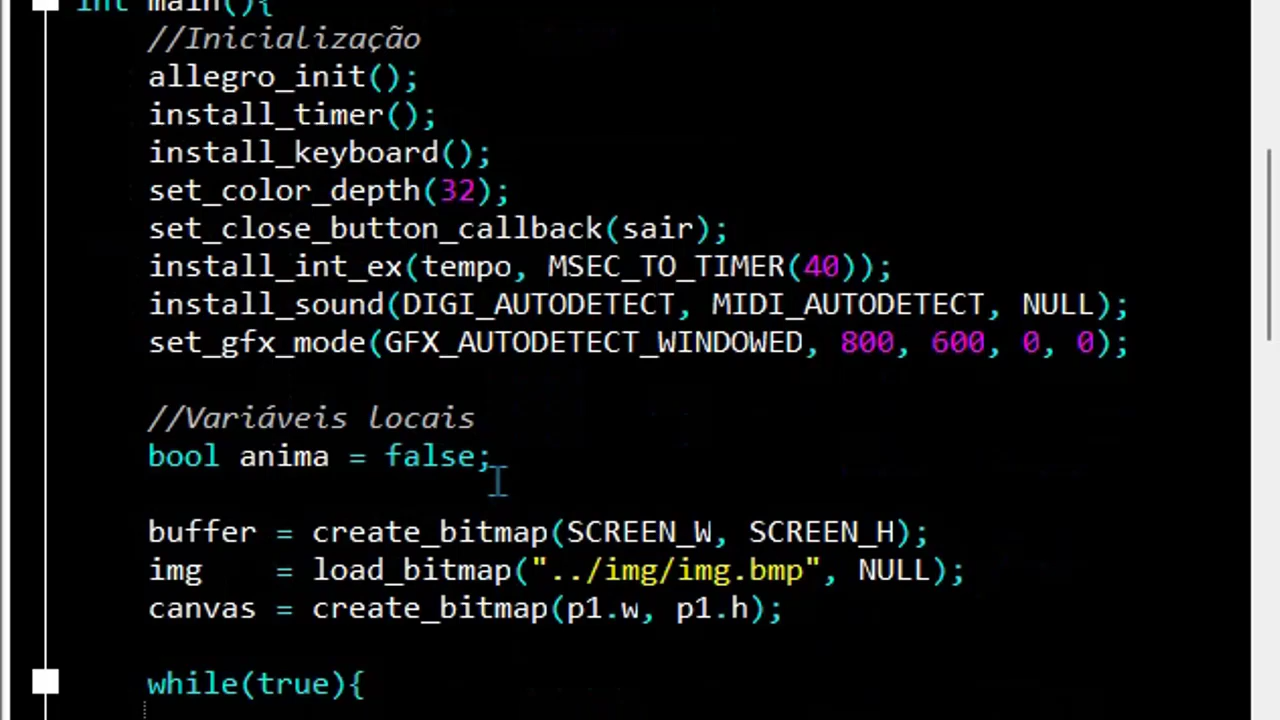 int main(){
//Inicialização
allegro_init();
install_timer();
install_keyboard();
set_color_depth(32);
set_close_button_callback(sair);
install_int_ex(tempo, MSEC_TO_TIMER(40));
install_sound(DIGI_AUTODETECT, MIDI_AUTODETECT, NULL);
set_gfx_mode(GFX_AUTODETECT_WINDOWED, 800, 600, 0, 0);
//Variáveis locais
bool anima = false;
buffer = create_bitmap(SCREEN_W, SCREEN_H);
img    = load_bitmap("../img/img.bmp", NULL);
canvas = create_bitmap(p1.w, p1.h);
while(true){